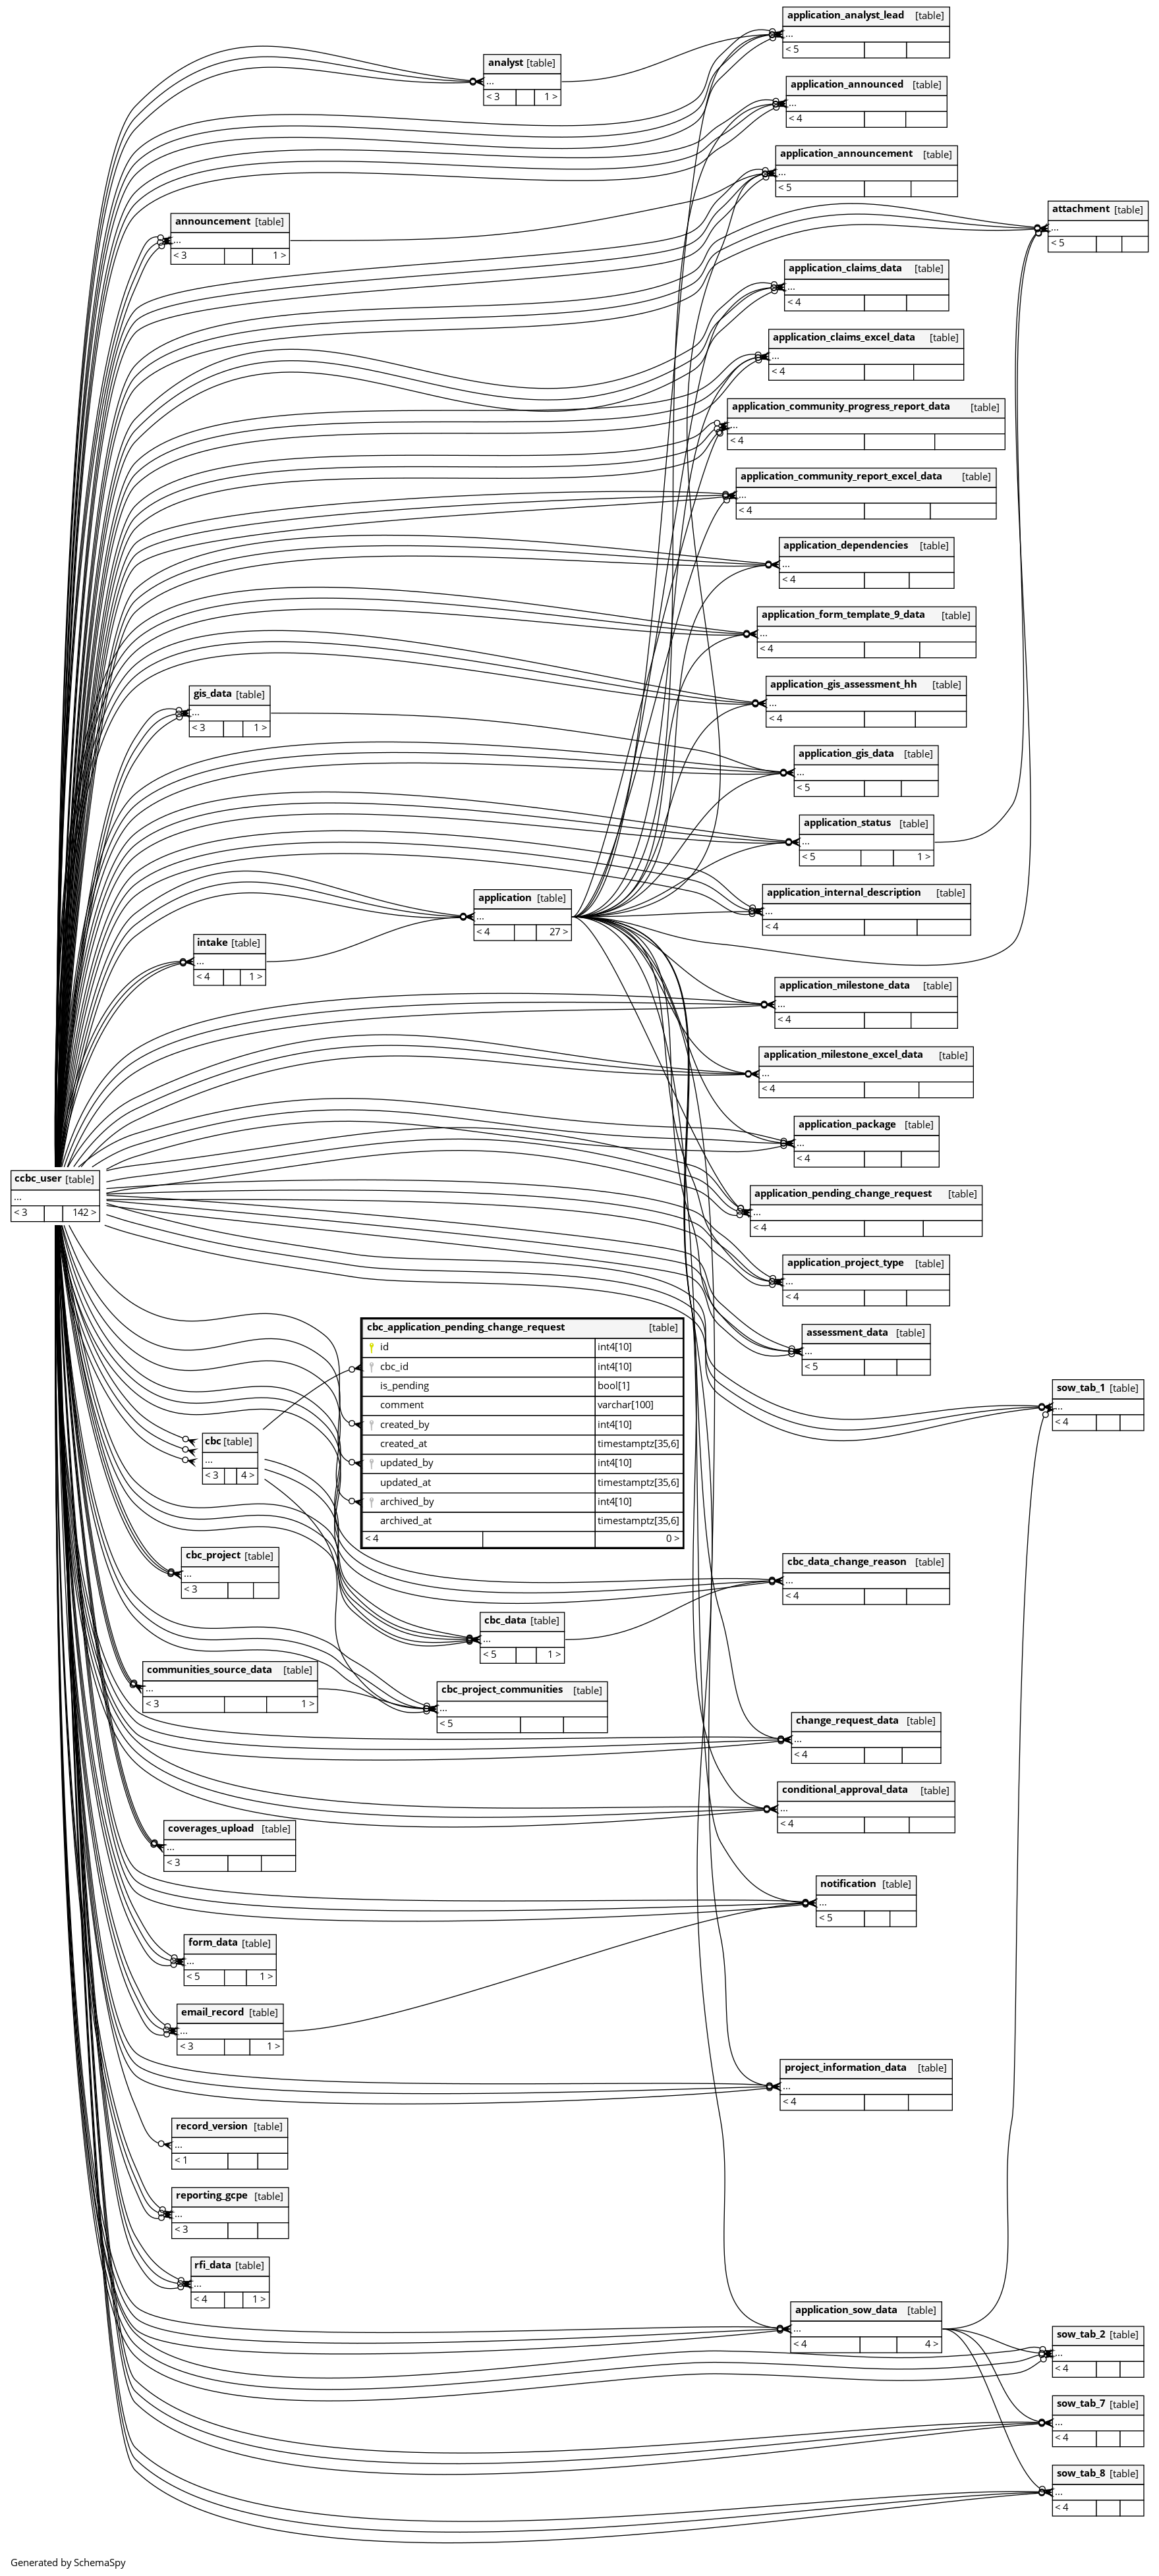 application_analyst_lead [table]
...
< 5
analyst [table]
...
< 3 1 >
application_announced [table]
...
< 4
application_announcement [table]
...
< 5
attachment [table]
...
< 5
announcement [table]
...
< 3 1 >
application_claims_data [table]
...
< 4
application_claims_excel_data [table]
...
< 4
application_community_progress_report_data [table]
...
< 4
application_community_report_excel_data [table]
...
< 4
application_dependencies [table]
...
< 4
application_form_template_9_data [table]
...
< 4
application_gis_assessment_hh [table]
...
< 4
gis_data [table]
...
< 3 1 >
application_gis_data [table]
...
< 5
application_status [table]
...
< 5 1 >
application_internal_description [table]
...
< 4
application [table]
...
< 4 27 >
intake [table]
...
< 4 1 >
application_milestone_data [table]
...
< 4
application_milestone_excel_data [table]
...
< 4
application_package [table]
...
< 4
ccbc_user [table]
...
< 3 142 >
application_pending_change_request [table]
...
< 4
application_project_type [table]
...
< 4
cbc_application_pending_change_request [table]
id int4[10]
cbc_id int4[10]
is_pending bool[1]
comment varchar[100]
created_by int4[10]
created_at timestamptz[35,6]
updated_by int4[10]
updated_at timestamptz[35,6]
archived_by int4[10]
archived_at timestamptz[35,6]
< 4 0 >
assessment_data [table]
...
< 5
sow_tab_1 [table]
...
< 4
cbc [table]
...
< 3 4 >
cbc_project [table]
...
< 3
cbc_data_change_reason [table]
...
< 4
cbc_data [table]
...
< 5 1 >
communities_source_data [table]
...
< 3 1 >
cbc_project_communities [table]
...
< 5
change_request_data [table]
...
< 4
conditional_approval_data [table]
...
< 4
coverages_upload [table]
...
< 3
notification [table]
...
< 5
form_data [table]
...
< 5 1 >
email_record [table]
...
< 3 1 >
project_information_data [table]
...
< 4
record_version [table]
...
< 1
reporting_gcpe [table]
...
< 3
rfi_data [table]
...
< 4 1 >
application_sow_data [table]
...
< 4 4 >
sow_tab_2 [table]
...
< 4
sow_tab_7 [table]
...
< 4
sow_tab_8 [table]
...
< 4
Generated by SchemaSpy